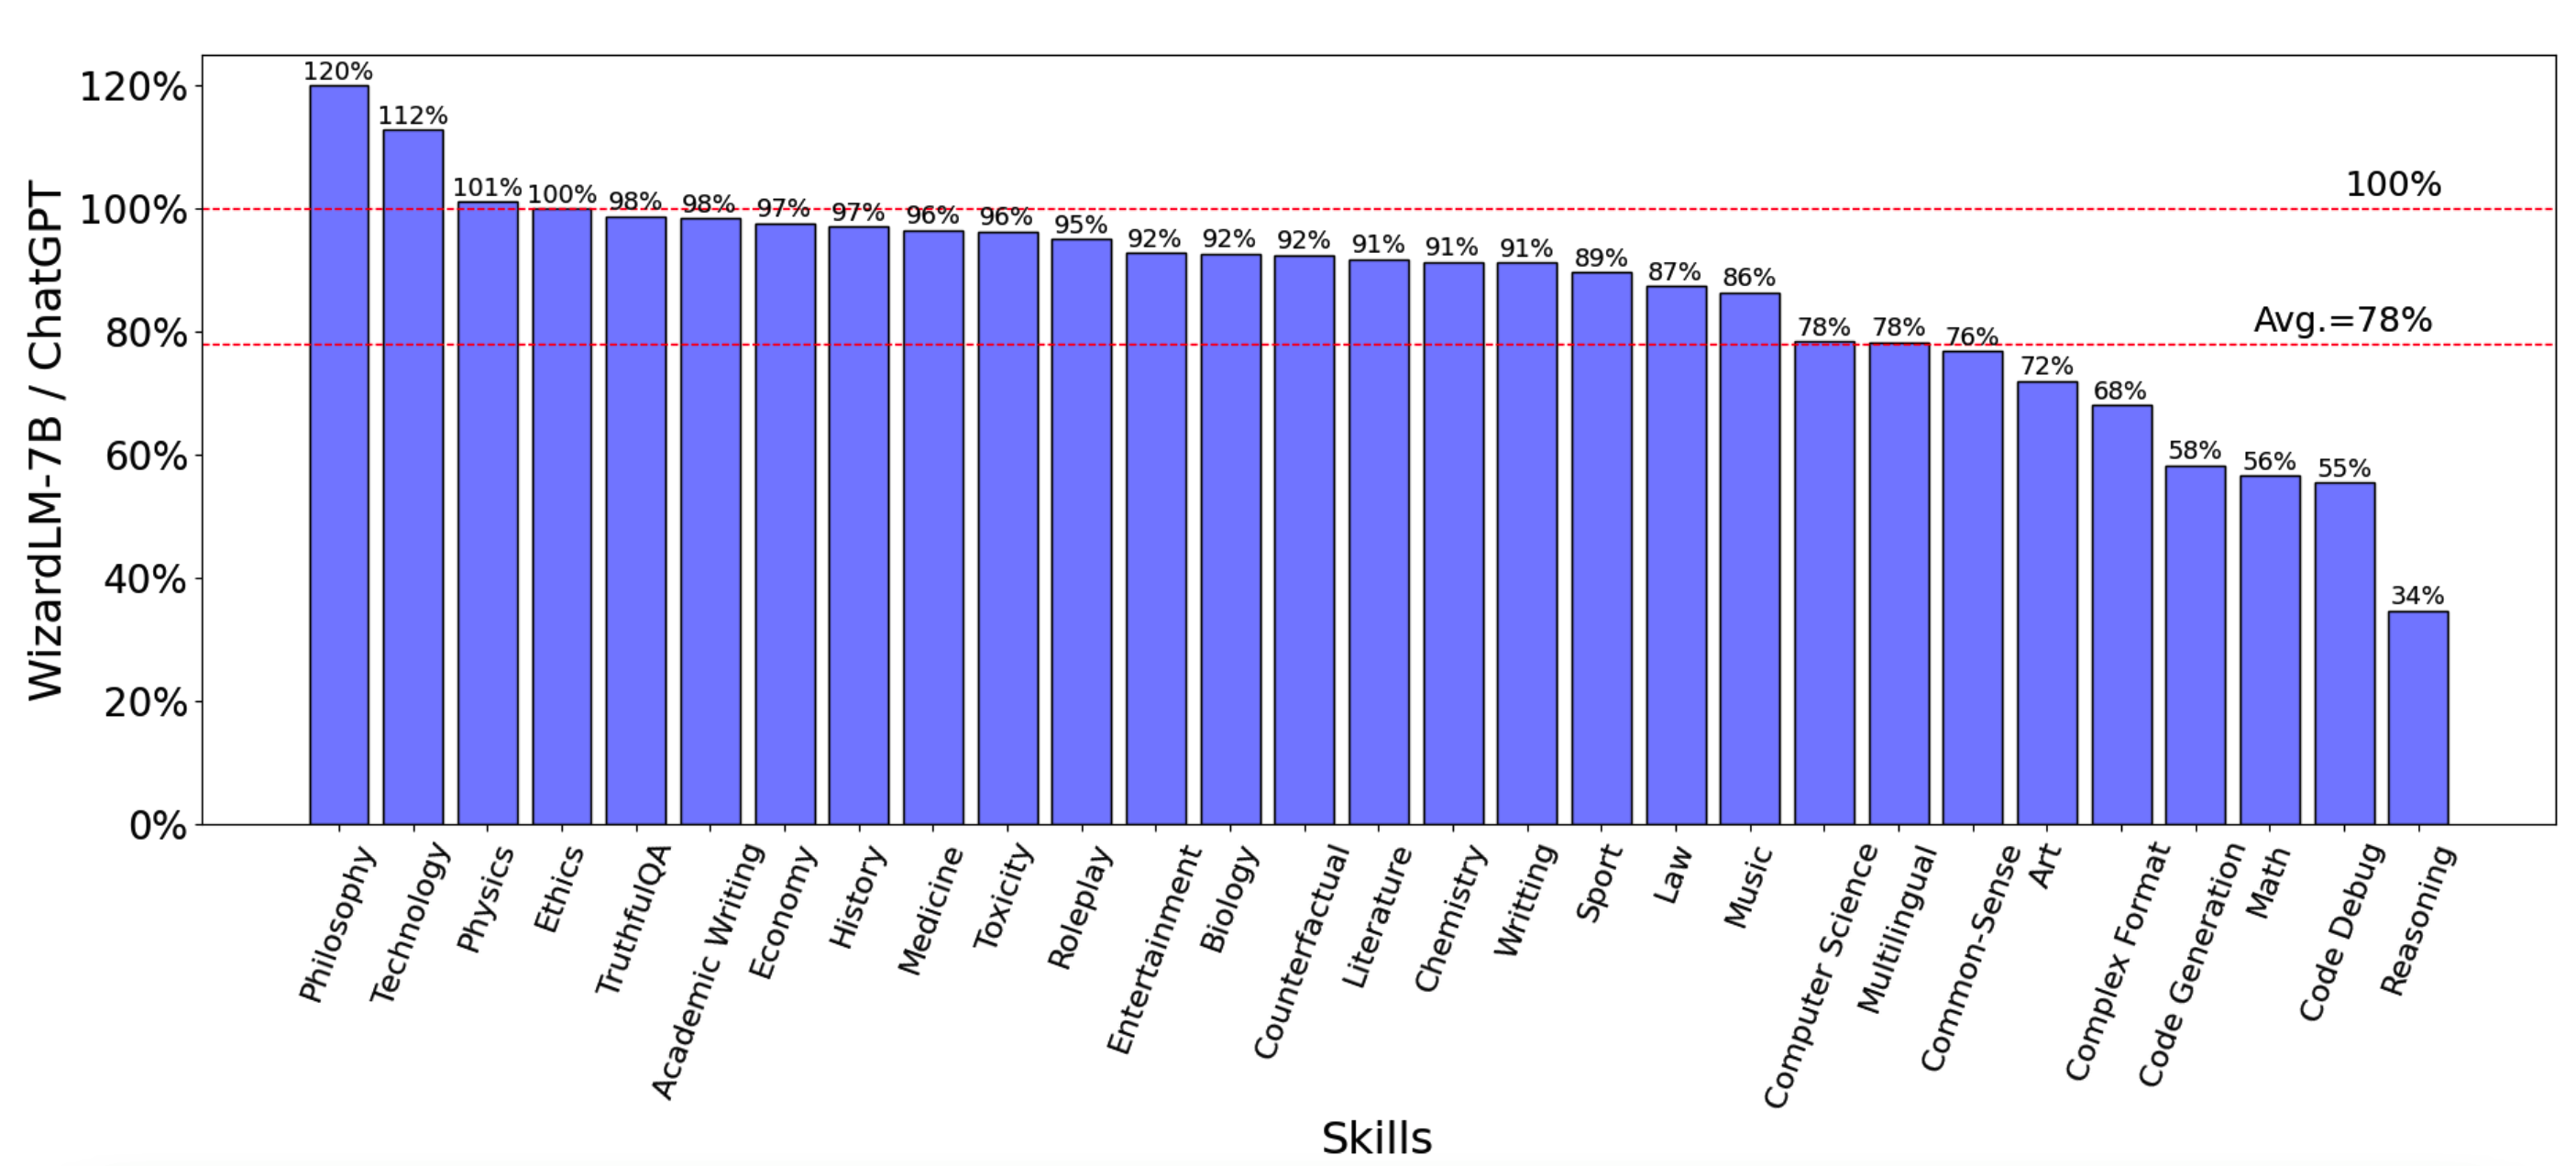 WizardLM-7B / ChatGPT
120%
100%
80%
60%
40%
20%
0%
120%
112%
101%
100%
98%
98%
97%
97%
96%
96%
95%
92%
92%
92%
91%
91%
91%
89%
87%
86%
78%
78%
76%
72%
68%
58%
56%
55%
34%
100%
Avg.=78%
Philosophy
Technology
Physics
Ethics
TruthfulQA
Academic Writing
Economy
History
Medicine
Toxicity
Roleplay
Entertainment
Biology
Counterfactual
Literature
Chemistry
Writting
Sport
Law
Music
Computer Science
Multilingual
Common-Sense
Art
Complex Format
Code Generation
Math
Code Debug
Reasoning
Skills